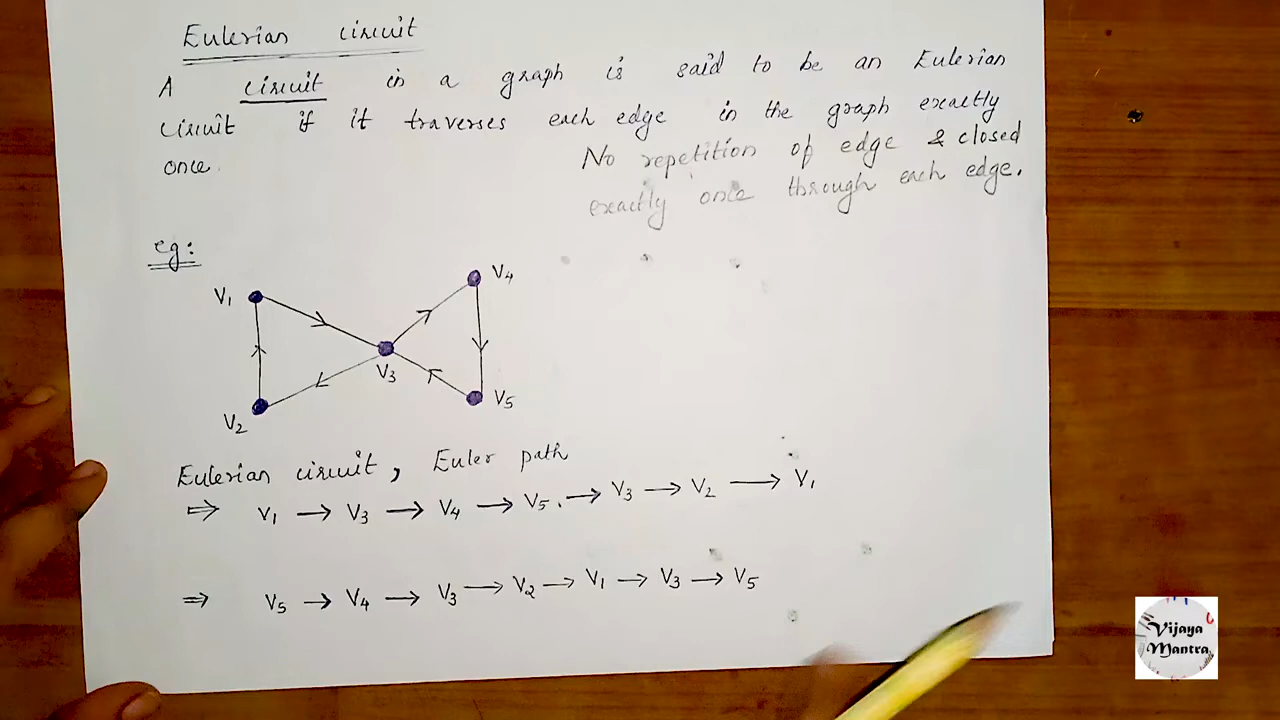 Eulerian circuit
A circuit in a graph is said to be an Eulerian
Circuit if it traverses each edge in the graph exactly
once.
No repetition of edge & closed
exactly once through each edge.
eg:
V₁
V₄
V₃
V₂
V₅
Eulerian circuit, Euler path
⇒ V₁ → V₃ → V₄ → V₅. → V₃ → V₂ → V₁
⇒ V₅ → V₄ → V₃ → V₂ → V₁ → V₃ → V₅
Vijaya
Mantra